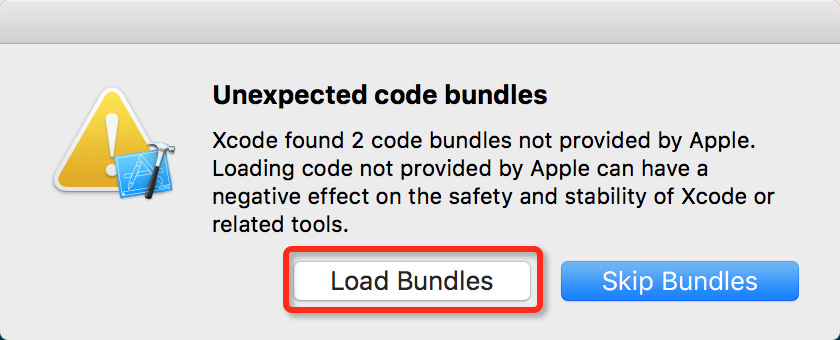 Unexpected code bundles
Xcode found 2 code bundles not provided by Apple.
Loading code not provided by Apple can have a
negative effect on the safety and stability of Xcode or
related tools.
Load Bundles
Skip Bundles